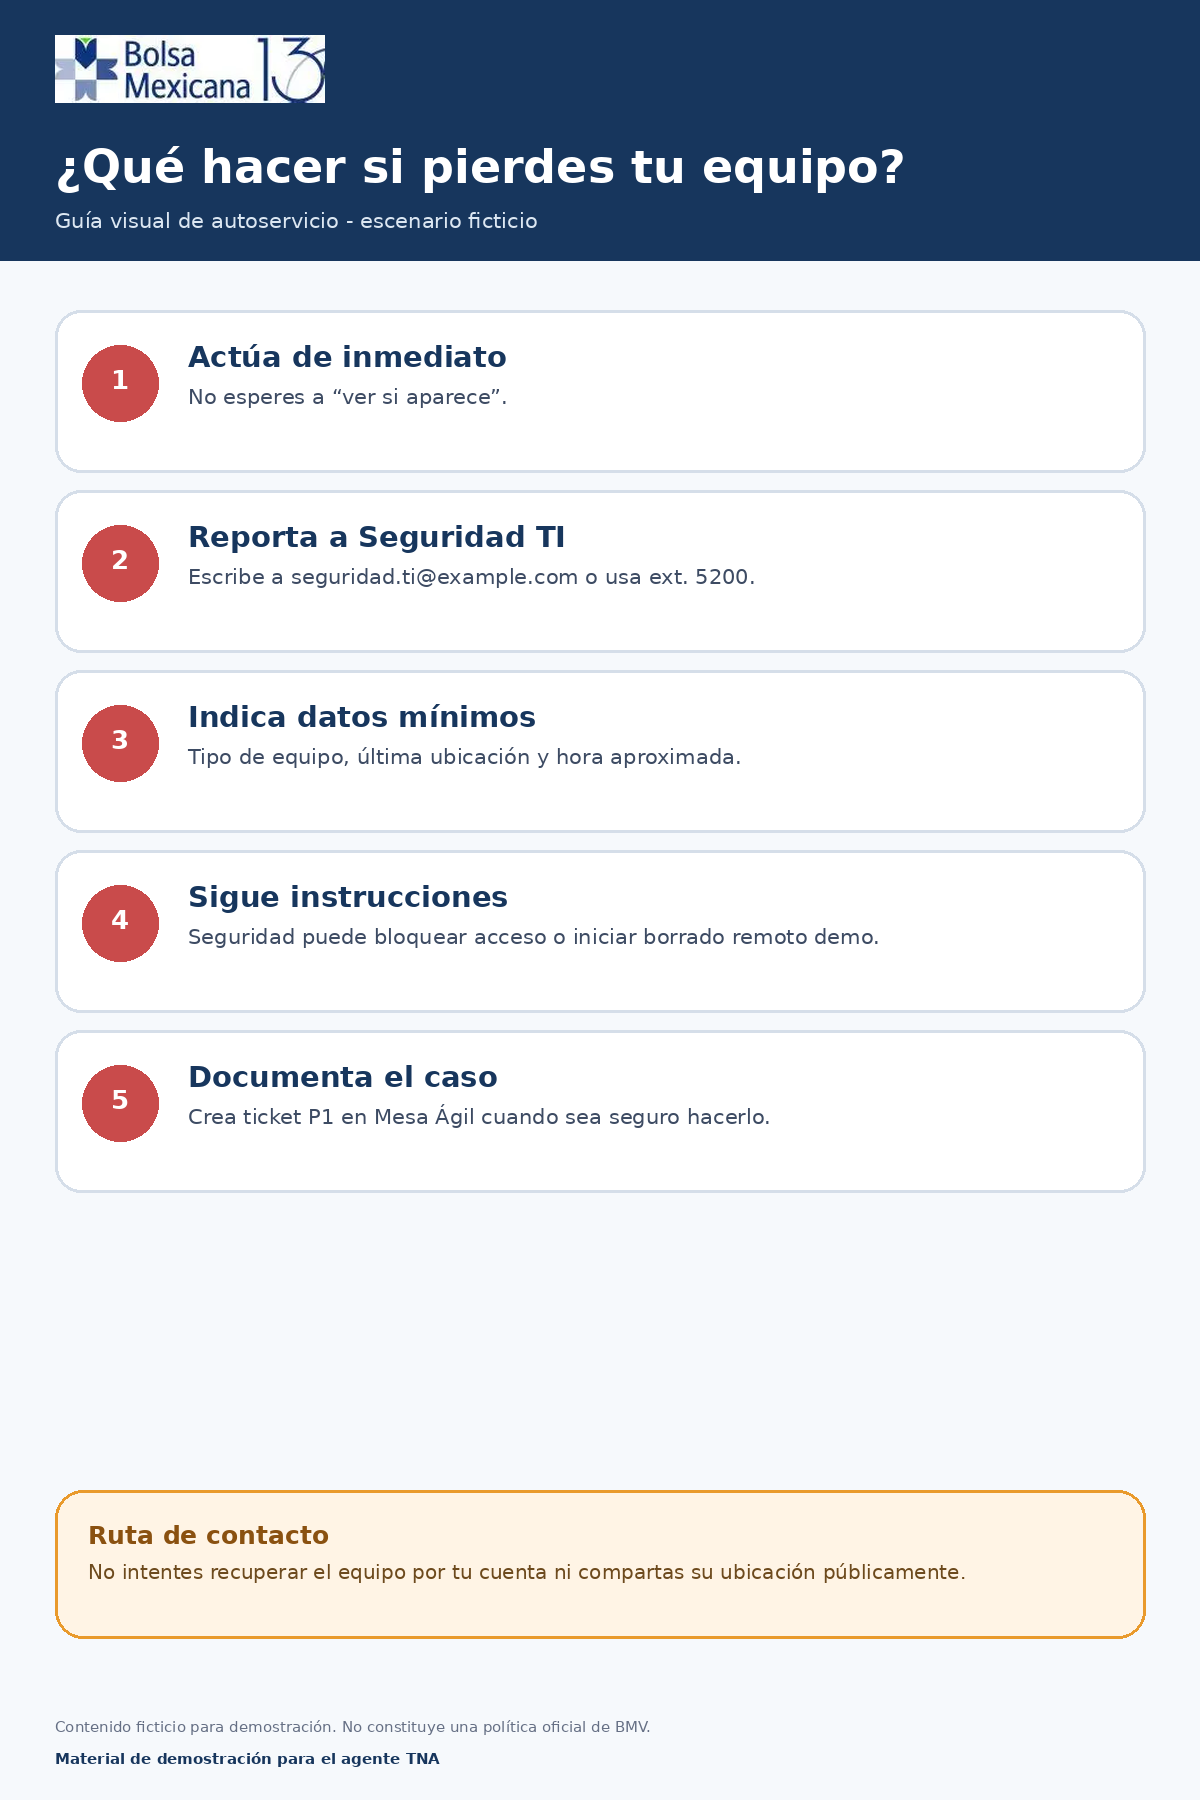 Bolsa
Mexicana
13
¿Qué hacer si pierdes tu equipo?
Guía visual de autoservicio - escenario ficticio
1
Actúa de inmediato
No esperes a “ver si aparece”.
2
Reporta a Seguridad TI
Escribe a seguridad.ti@example.com o usa ext. 5200.
3
Indica datos mínimos
Tipo de equipo, última ubicación y hora aproximada.
4
Sigue instrucciones
Seguridad puede bloquear acceso o iniciar borrado remoto demo.
5
Documenta el caso
Crea ticket P1 en Mesa Ágil cuando sea seguro hacerlo.
Ruta de contacto
No intentes recuperar el equipo por tu cuenta ni compartas su ubicación públicamente.
Contenido ficticio para demostración. No constituye una política oficial de BMV.
Material de demostración para el agente TNA